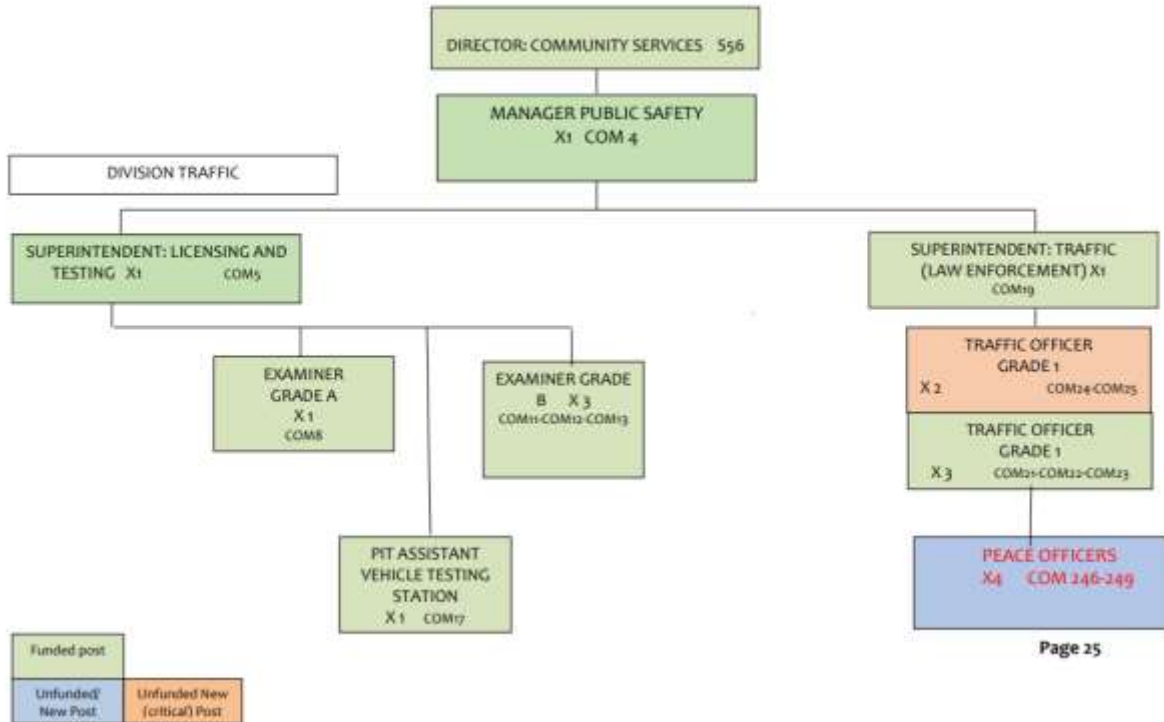 DIRECTOR: COMMUNITY SERVICES S56
MANAGER PUBLIC SAFETY
X1 COM 4
DIVISION TRAFFIC
SUPERINTENDENT: LICENSING AND
TESTING X1 COM5
SUPERINTENDENT: TRAFFIC
(LAW ENFORCEMENT) X1
COM19
EXAMINER
GRADE A
X 1
COM8
EXAMINER GRADE
B X 3
COM11-COM12-COM13
TRAFFIC OFFICER
GRADE 1
X 2 COM24-COM25
TRAFFIC OFFICER
GRADE 1
X 3 COM21-COM22-COM23
PIT ASSISTANT
VEHICLE TESTING
STATION
X 1 COM17
PEACE OFFICERS
X4 COM 246-249
Page 25
Funded post
Unfunded/
New Post
Unfunded New
(critical) Post